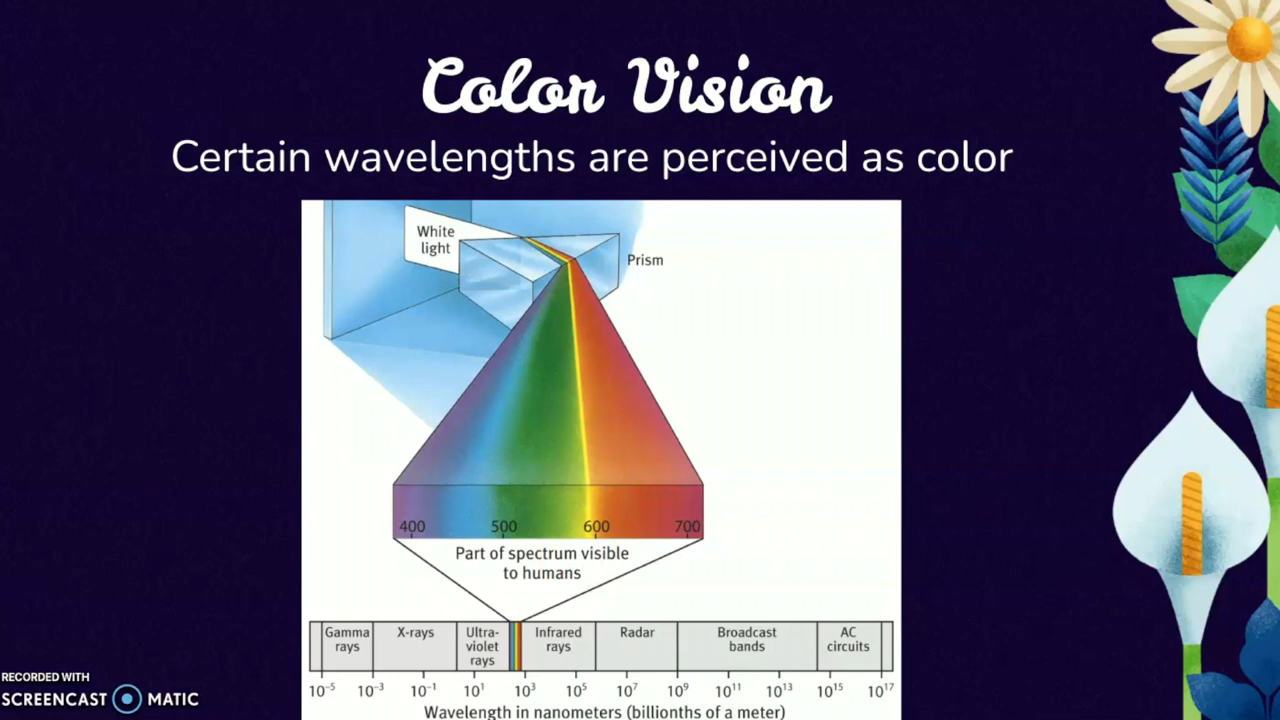 Color Vision
Certain wavelengths are perceived as color
White
light
Prism
400 500 600 700
Part of spectrum visible
to humans
Gamma
rays
X-rays
Ultra-
violet
rays
Infrared
rays
Radar
Broadcast
bands
AC
circuits
10⁻⁵ 10⁻³ 10⁻¹ 10¹ 10³ 10⁵ 10⁷ 10⁹ 10¹¹ 10¹³ 10¹⁵ 10¹⁷
Wavelength in nanometers (billionths of a meter)
RECORDED WITH
SCREENCAST MATIC